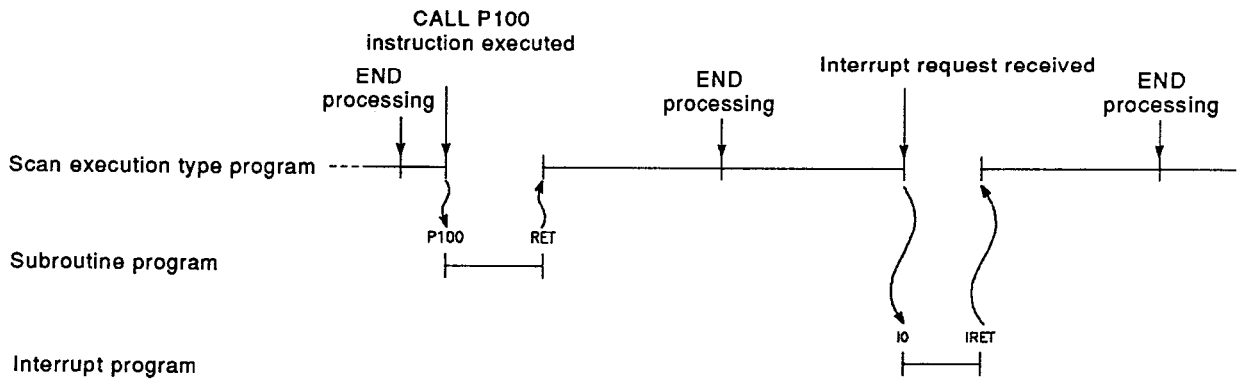 CALL P100
instruction executed
END
processing
END
processing
Interrupt request received
END
processing
Scan execution type program
P100
RET
Subroutine program
I0
IRET
Interrupt program